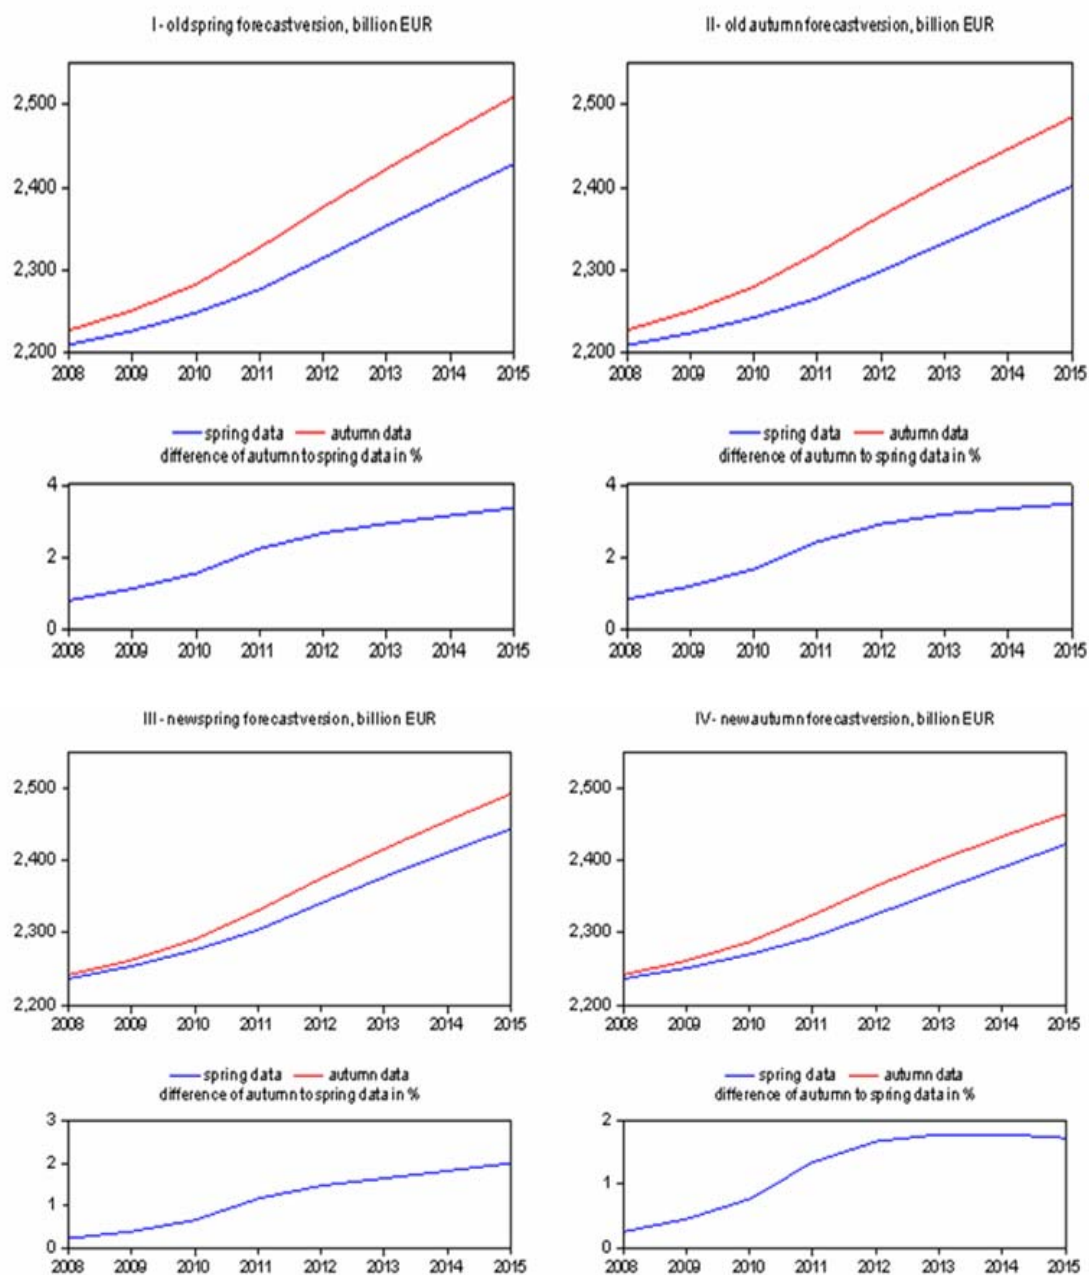 I - old spring forecast version, billion EUR
II - old autumn forecast version, billion EUR
2,500
2,400
2,300
2,200
2008 2009 2010 2011 2012 2013 2014 2015
2,500
2,400
2,300
2,200
2008 2009 2010 2011 2012 2013 2014 2015
spring data autumn data
difference of autumn to spring data in %
spring data autumn data
difference of autumn to spring data in %
4
2
0
2008 2009 2010 2011 2012 2013 2014 2015
4
2
0
2008 2009 2010 2011 2012 2013 2014 2015
III - new spring forecast version, billion EUR
IV - new autumn forecast version, billion EUR
2,500
2,400
2,300
2,200
2008 2009 2010 2011 2012 2013 2014 2015
2,500
2,400
2,300
2,200
2008 2009 2010 2011 2012 2013 2014 2015
spring data autumn data
difference of autumn to spring data in %
spring data autumn data
difference of autumn to spring data in %
3
2
1
0
2008 2009 2010 2011 2012 2013 2014 2015
2
1
0
2008 2009 2010 2011 2012 2013 2014 2015